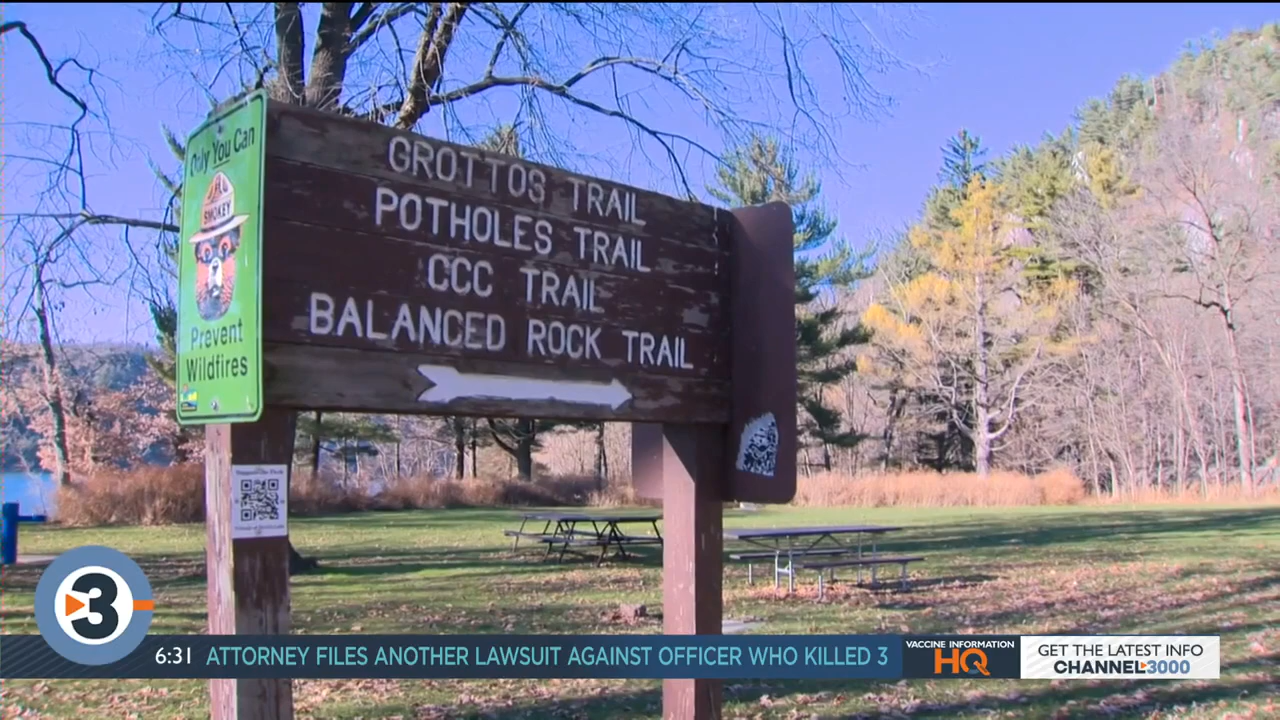 Only You Can
SMOKEY
Prevent
Wildfires
GROTTOS TRAIL
POTHOLES TRAIL
CCC TRAIL
BALANCED ROCK TRAIL
3
6:31 ATTORNEY FILES ANOTHER LAWSUIT AGAINST OFFICER WHO KILLED 3
VACCINE INFORMATION
HQ
GET THE LATEST INFO
CHANNEL3000